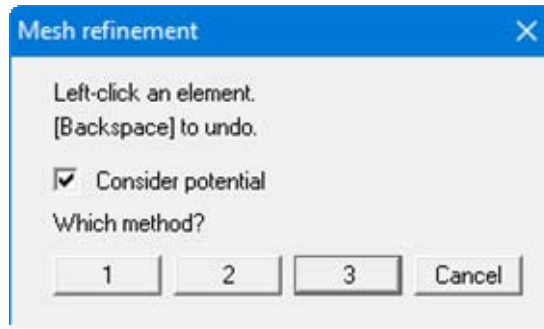 Mesh refinement
Left-click an element.
[Backspace] to undo.
Consider potential
Which method?
1 2 3 Cancel